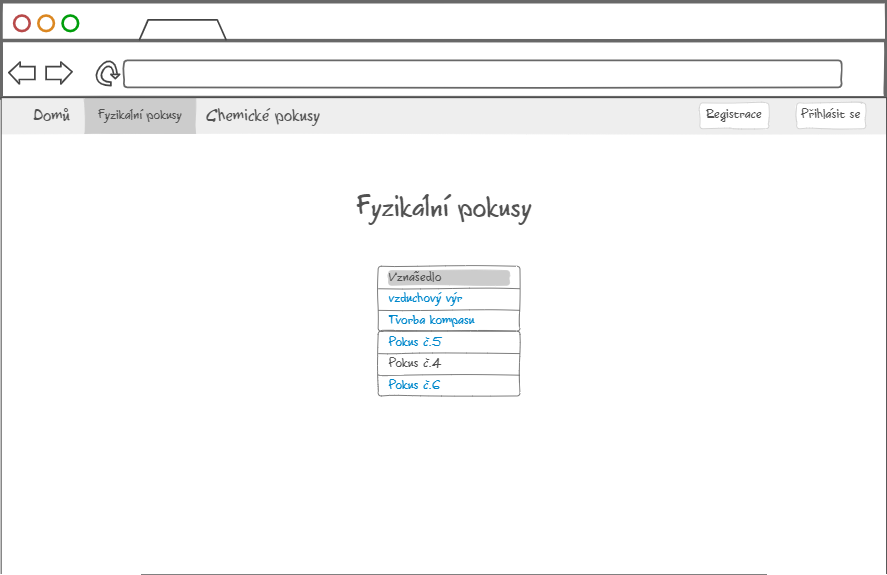 Domů Fyzikální pokusy Chemické pokusy Registrace Přihlásit se
Fyzikální pokusy
Vznášedlo
vzduchový výr
Tvorba kompasu
Pokus č.5
Pokus č.4
Pokus č.6